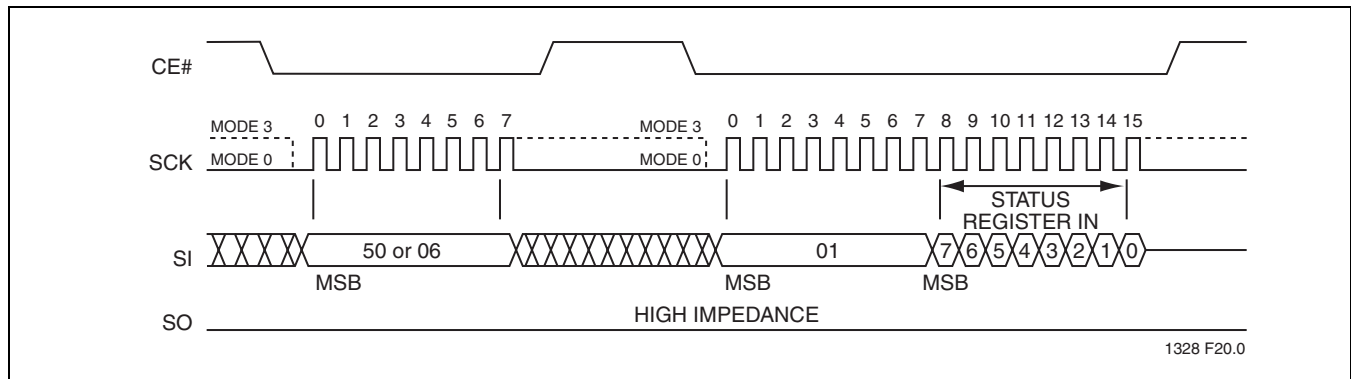 CE#
MODE 3 0 1 2 3 4 5 6 7 MODE 3 0 1 2 3 4 5 6 7 8 9 10 11 12 13 14 15
SCK MODE 0 MODE 0
STATUS
REGISTER IN
SI 50 or 06 01 7 6 5 4 3 2 1 0
MSB MSB MSB
SO HIGH IMPEDANCE
1328 F20.0